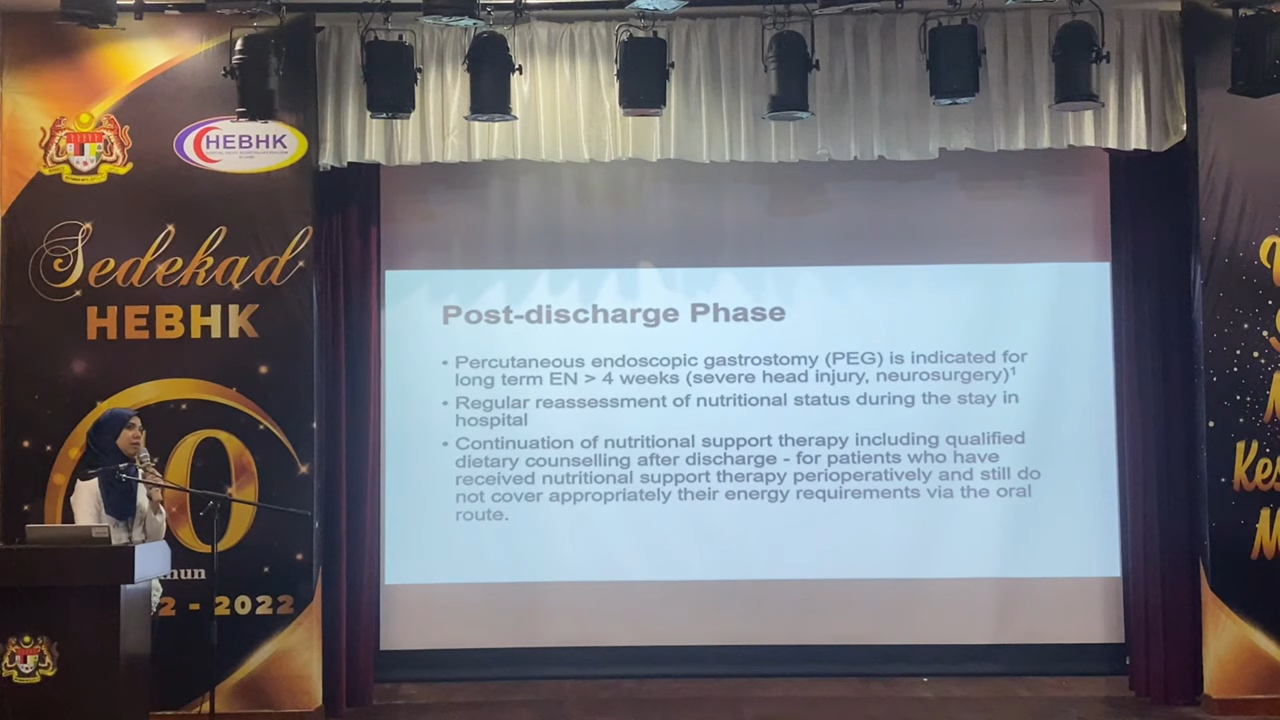 HEBHK
Sedekad
HEBHK
2 - 2022
Post-discharge Phase
• Percutaneous endoscopic gastrostomy (PEG) is indicated for
long term EN > 4 weeks (severe head injury, neurosurgery)¹
• Regular reassessment of nutritional status during the stay in
hospital
• Continuation of nutritional support therapy including qualified
dietary counselling after discharge - for patients who have
received nutritional support therapy perioperatively and still do
not cover appropriately their energy requirements via the oral
route.